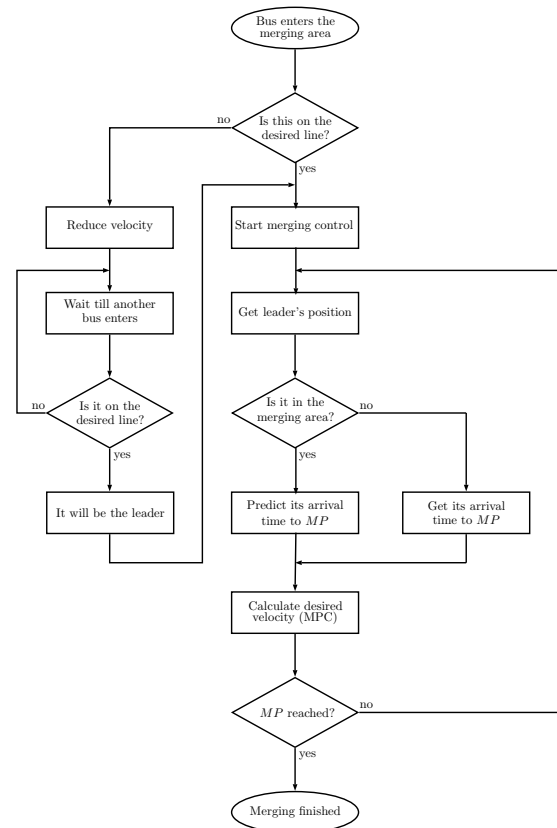 Bus enters the
merging area
Is this on the
desired line?
no
yes
Reduce velocity
Start merging control
Wait till another
bus enters
Get leader's position
Is it on the
desired line?
no
yes
Is it in the
merging area?
no
yes
It will be the leader
Predict its arrival
time to MP
Get its arrival
time to MP
Calculate desired
velocity (MPC)
MP reached?
no
yes
Merging finished